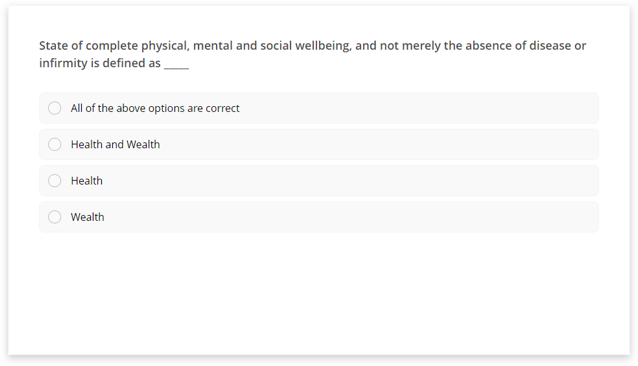 State of complete physical, mental and social wellbeing, and not merely the absence of disease or
infirmity is defined as _____
All of the above options are correct
Health and Wealth
Health
Wealth